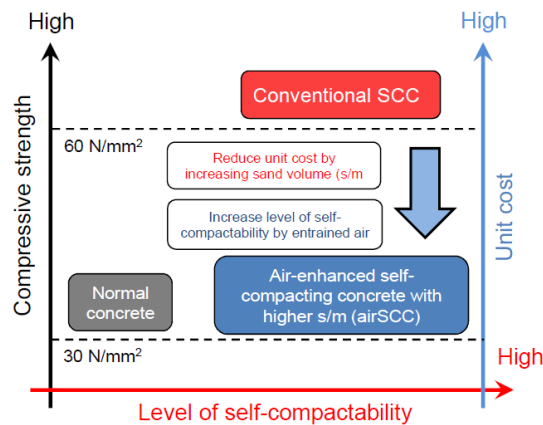 High
High
Conventional SCC
60 N/mm²
Reduce unit cost by
increasing sand volume (s/m
Increase level of self-
compactability by entrained air
Compressive strength
Unit cost
Normal
concrete
Air-enhanced self-
compacting concrete with
higher s/m (airSCC)
30 N/mm²
High
Level of self-compactability